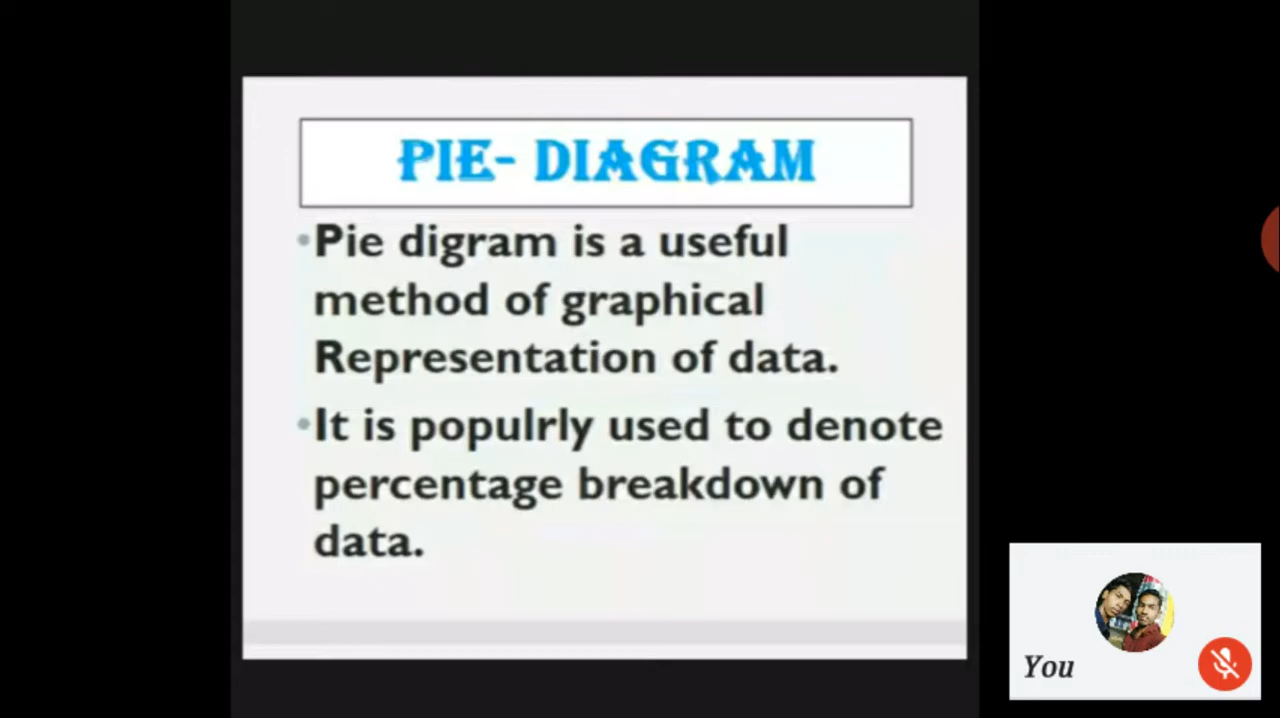 PIE- DIAGRAM
•Pie digram is a useful
method of graphical
Representation of data.
•It is populrly used to denote
percentage breakdown of
data.
You